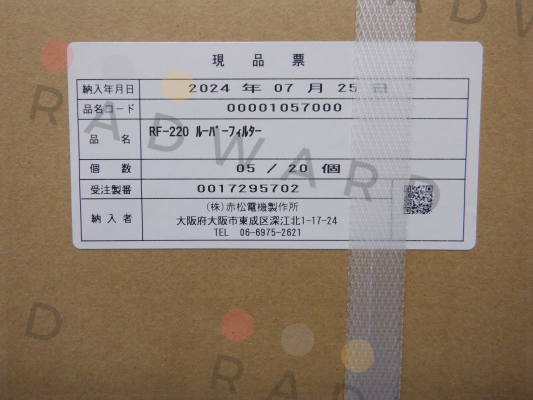 現品票
納入年月日 2024 年 07 月 25 日
品名コード 00001057000
品名 RF-220 ﾙｰﾊﾞｰﾌｨﾙﾀｰ
個数 05 / 20 個
受注製番 0017295702
納入者 (株)赤松電機製作所
大阪府大阪市東成区深江北1-17-24
TEL 06-6975-2621
RADWARD
RADWARD